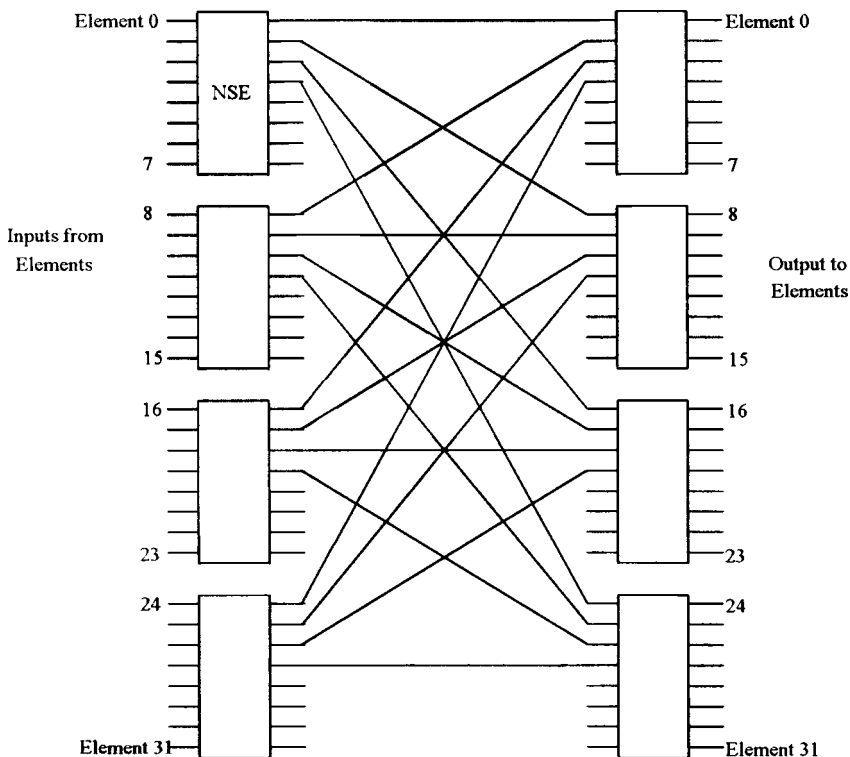 Element 0
Element 0
NSE
7
7
8
8
Inputs from
Elements
Output to
Elements
15
15
16
16
23
23
24
24
Element 31
Element 31